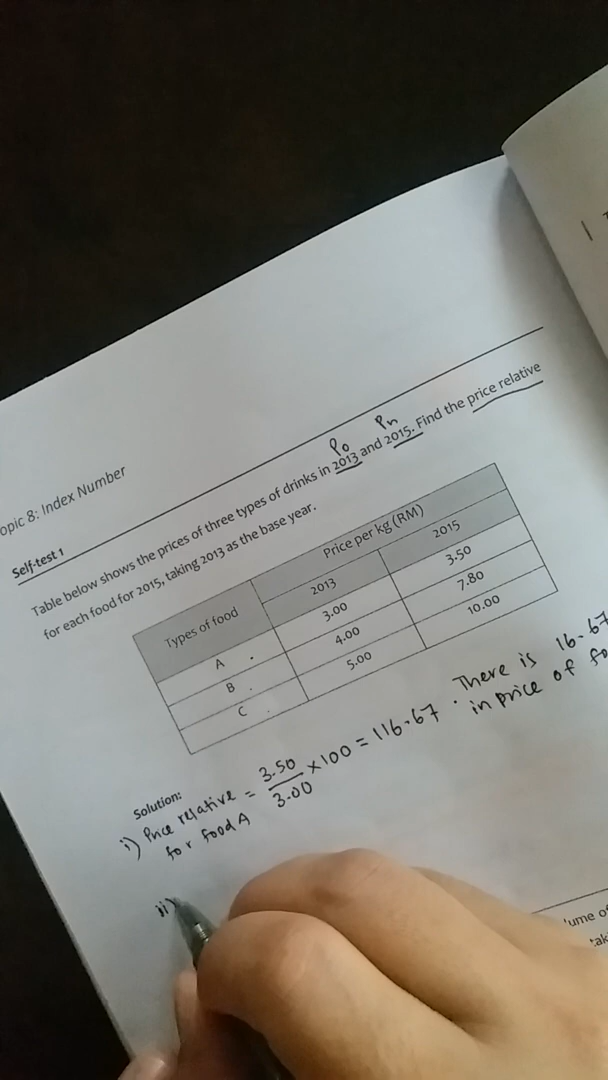 opic 8: Index Number
Self-test 1
Po Pn
Table below shows the prices of three types of drinks in 2013 and 2015. Find the price relative
for each food for 2015, taking 2013 as the base year.
Types of food
Price per kg (RM)
2013 2015
A 3.00 3.50
B 4.00 7.80
C 5.00 10.00
Solution:
i) Price relative = 3.50 × 100 = 116.67. There is 16.67
for food A 3.00 in price of fo
ii)
ume of